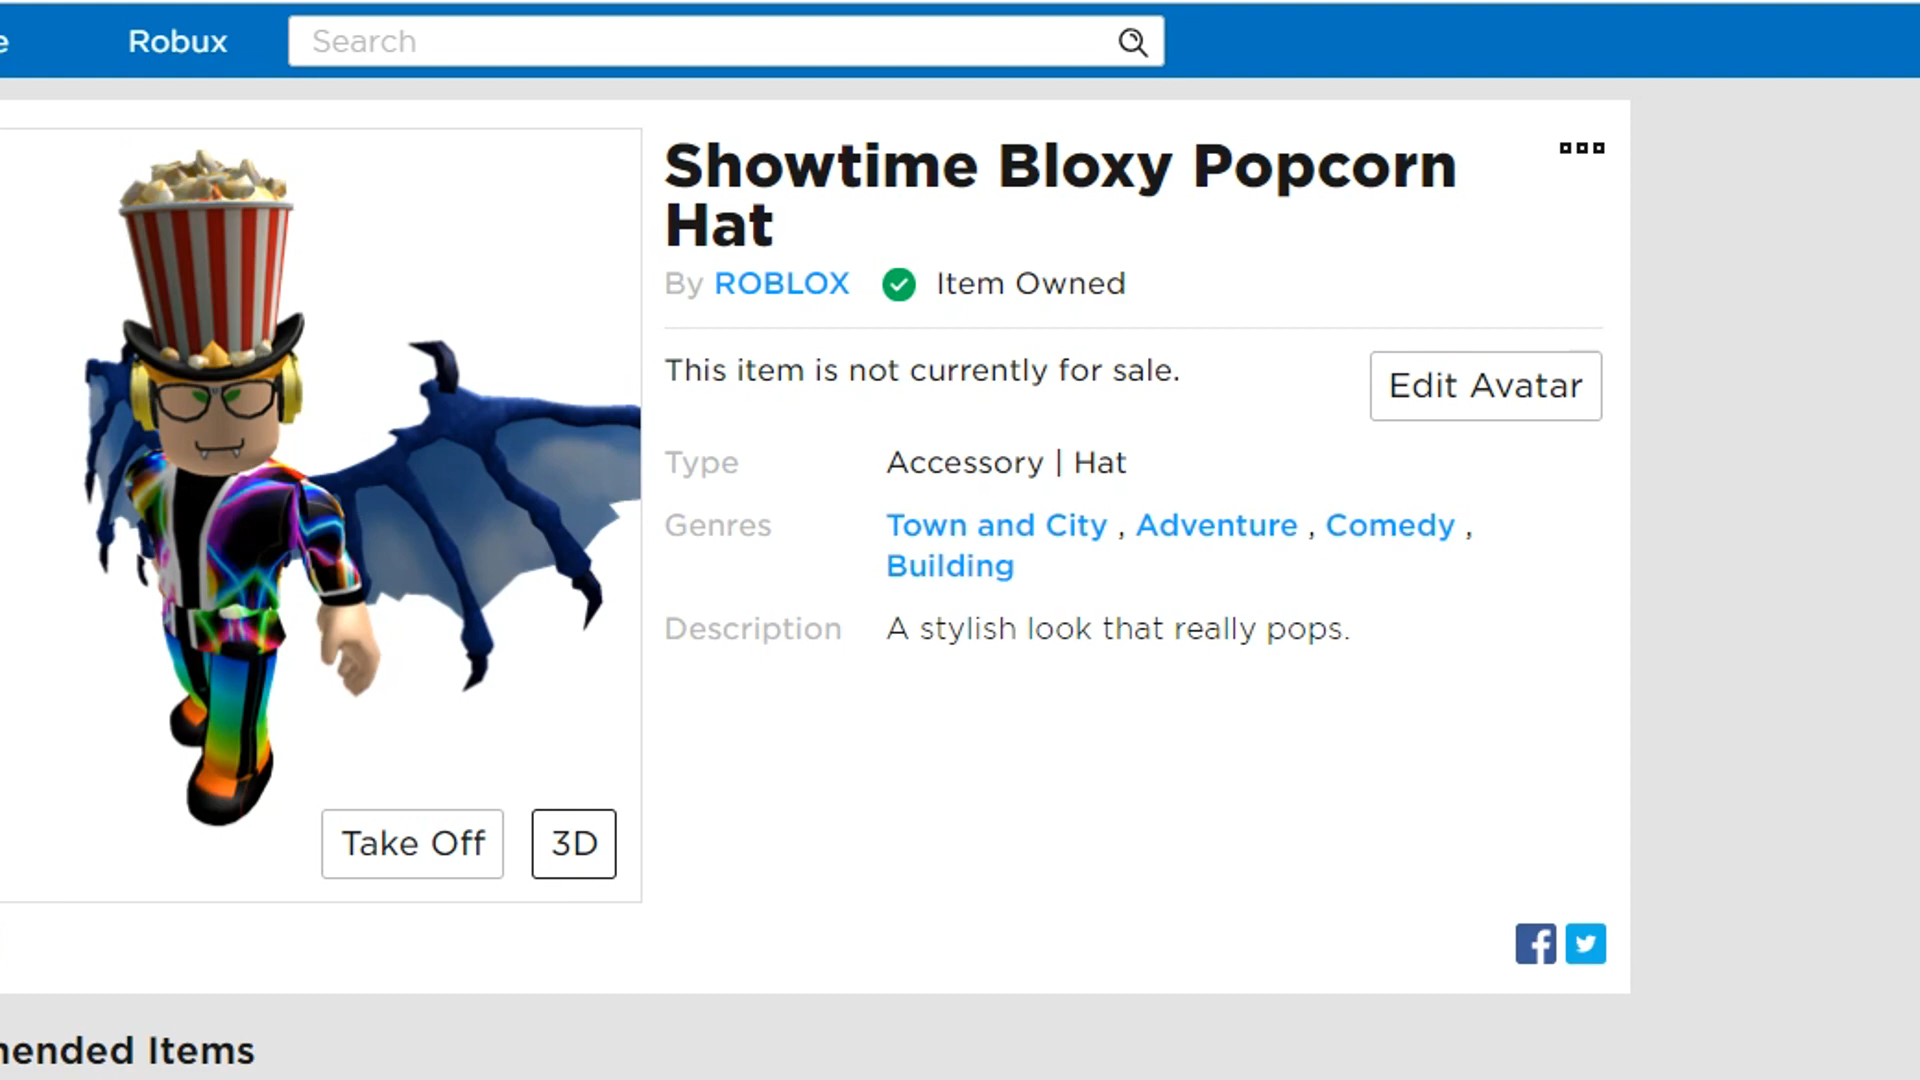 Robux
Search
Showtime Bloxy Popcorn
Hat
By ROBLOX Item Owned
This item is not currently for sale.
Edit Avatar
Type Accessory | Hat
Genres Town and City , Adventure , Comedy ,
Building
Description A stylish look that really pops.
Take Off 3D
Items